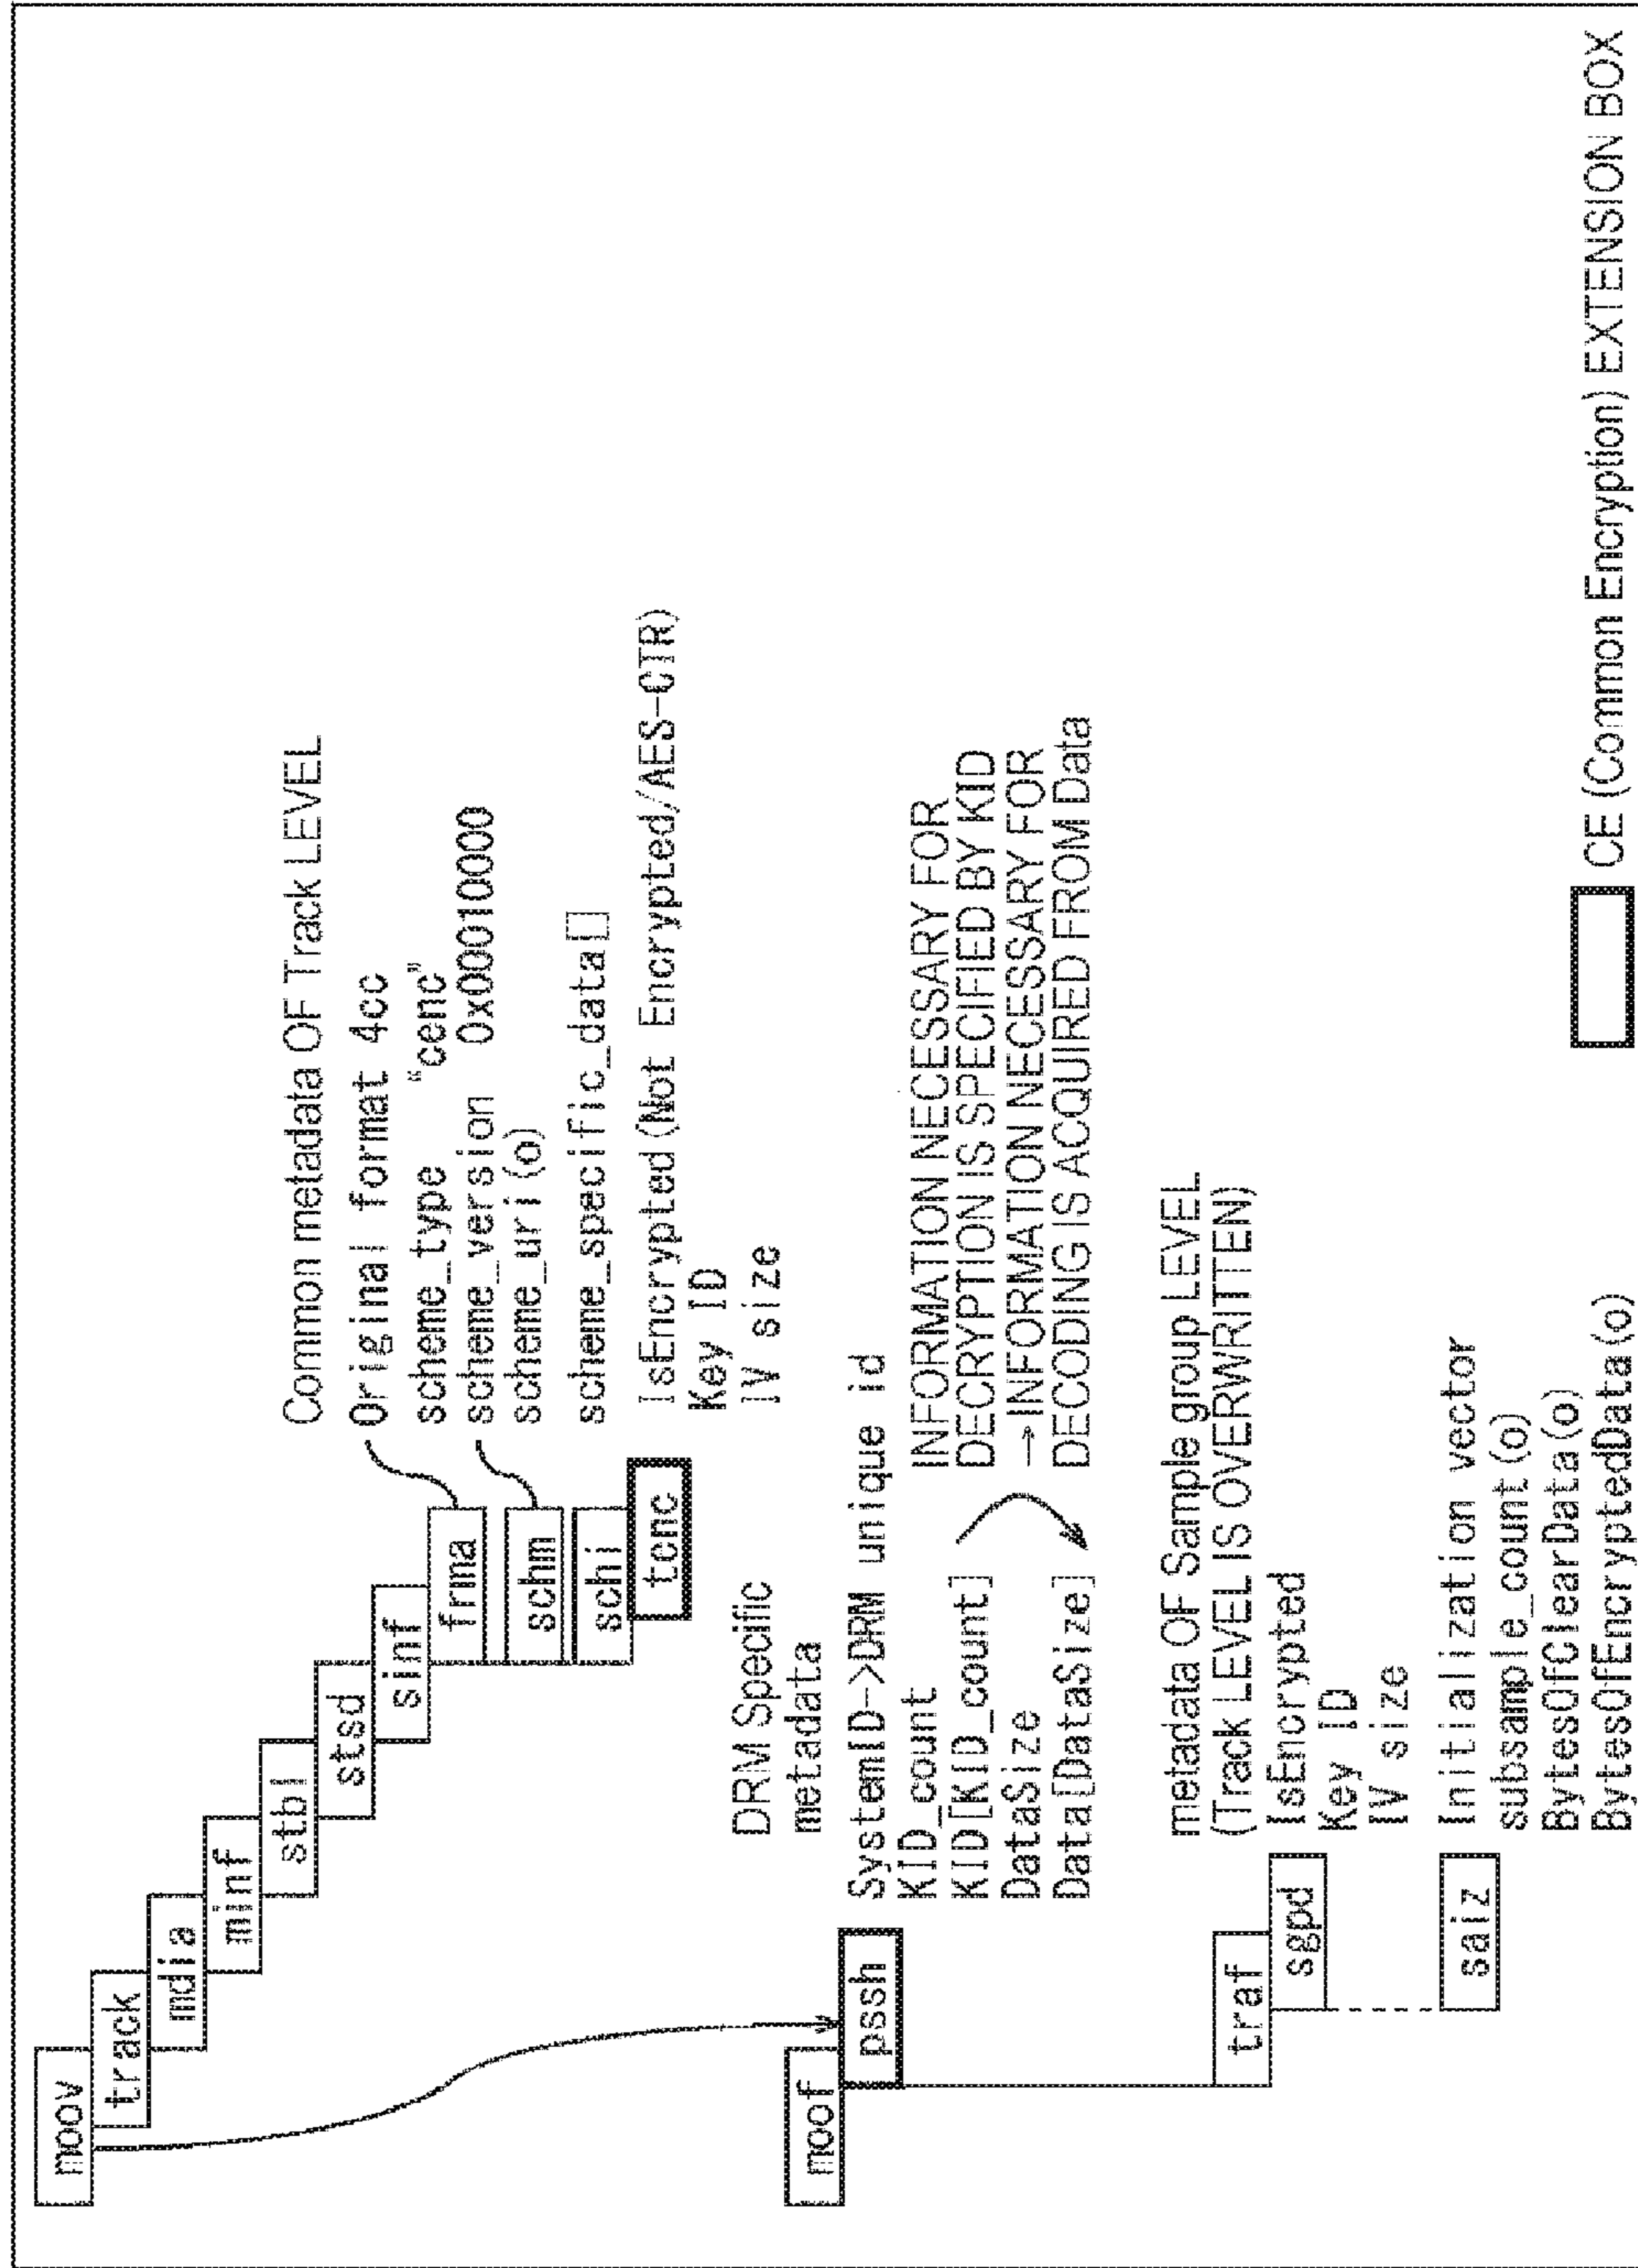 moov
track
mdia
minf
stbl
stsd
sinf
frma
schm
schi
tenc
Common metadata OF Track LEVEL
Original format 4cc
scheme_type "cenc"
scheme_version 0x00010000
scheme_uri(o)
scheme_specific_data[]
IsEncrypted(Not Encrypted/AES-CTR)
Key ID
IV size
moof
pssh
DRM Specific
metadata
SystemID->DRM unique id
KID_count
KID[KID_count]
DataSize
Data[DataSize]
INFORMATION NECESSARY FOR
DECRYPTION IS SPECIFIED BY KID
→ INFORMATION NECESSARY FOR
DECODING IS ACQUIRED FROM Data
traf
sgpd
metadata OF Sample group LEVEL
(Track LEVEL IS OVERWRITTEN)
IsEncrypted
Key ID
IV size
saiz
Initialization vector
subsample_count(o)
BytesOfClearData(o)
BytesOfEncryptedData(o)
CE (Common Encryption) EXTENSION BOX